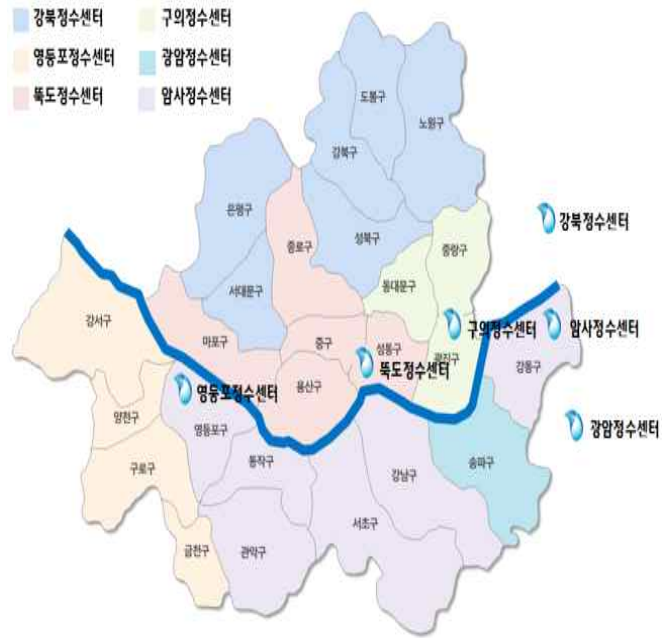 강북정수센터 구의정수센터
영등포정수센터 광암정수센터
뚝도정수센터 암사정수센터
도봉구
노원구
강북구
은평구
성북구
강북정수센터
종로구
중랑구
동대문구
서대문구
강서구
마포구
중구
성동구
구의정수센터
암사정수센터
광진구
강동구
뚝도정수센터
용산구
영등포정수센터
양천구
영등포구
광암정수센터
동작구
송파구
구로구
강남구
서초구
금천구
관악구